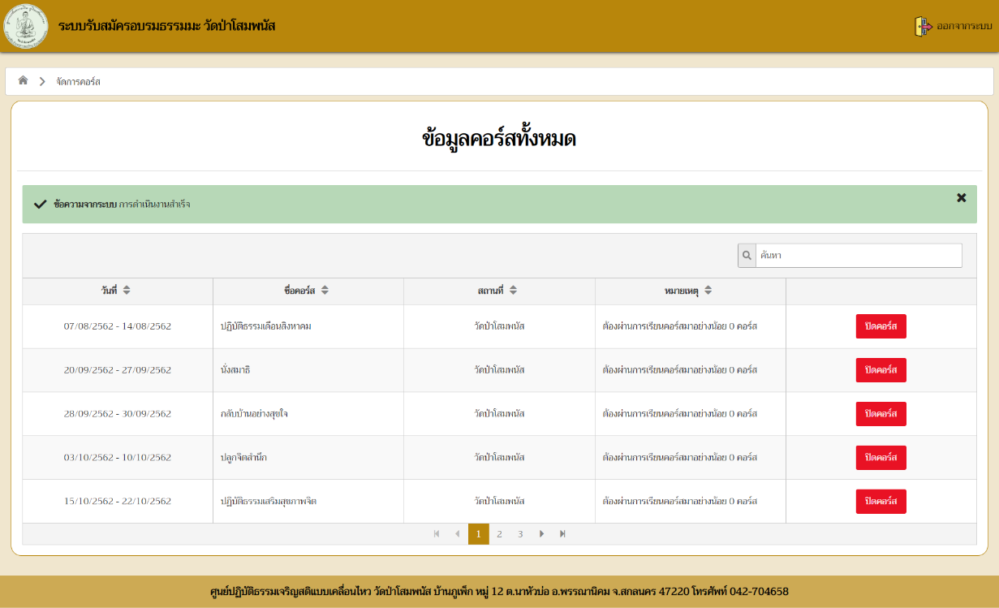 ระบบรับสมัครอบรมธรรมมะ วัดป่าโสมพนัส
ออกจากระบบ
จัดการคอร์ส
ข้อมูลคอร์สทั้งหมด
ข้อความจากระบบ การดำเนินงานสำเร็จ
ค้นหา
วันที่ ชื่อคอร์ส สถานที่ หมายเหตุ
07/08/2562 - 14/08/2562 ปฏิบัติธรรมเดือนสิงหาคม วัดป่าโสมพนัส ต้องผ่านการเรียนคอร์สมาอย่างน้อย 0 คอร์ส ปิดคอร์ส
20/09/2562 - 27/09/2562 นั่งสมาธิ วัดป่าโสมพนัส ต้องผ่านการเรียนคอร์สมาอย่างน้อย 0 คอร์ส ปิดคอร์ส
28/09/2562 - 30/09/2562 กลับบ้านอย่างสุขใจ วัดป่าโสมพนัส ต้องผ่านการเรียนคอร์สมาอย่างน้อย 0 คอร์ส ปิดคอร์ส
03/10/2562 - 10/10/2562 ปลูกจิตสำนึก วัดป่าโสมพนัส ต้องผ่านการเรียนคอร์สมาอย่างน้อย 0 คอร์ส ปิดคอร์ส
15/10/2562 - 22/10/2562 ปฏิบัติธรรมเสริมสุขภาพจิต วัดป่าโสมพนัส ต้องผ่านการเรียนคอร์สมาอย่างน้อย 0 คอร์ส ปิดคอร์ส
1 2 3
ศูนย์ปฏิบัติธรรมเจริญสติแบบเคลื่อนไหว วัดป่าโสมพนัส บ้านภูเพ็ก หมู่ 12 ต.นาหัวบ่อ อ.พรรณานิคม จ.สกลนคร 47220 โทรศัพท์ 042-704658